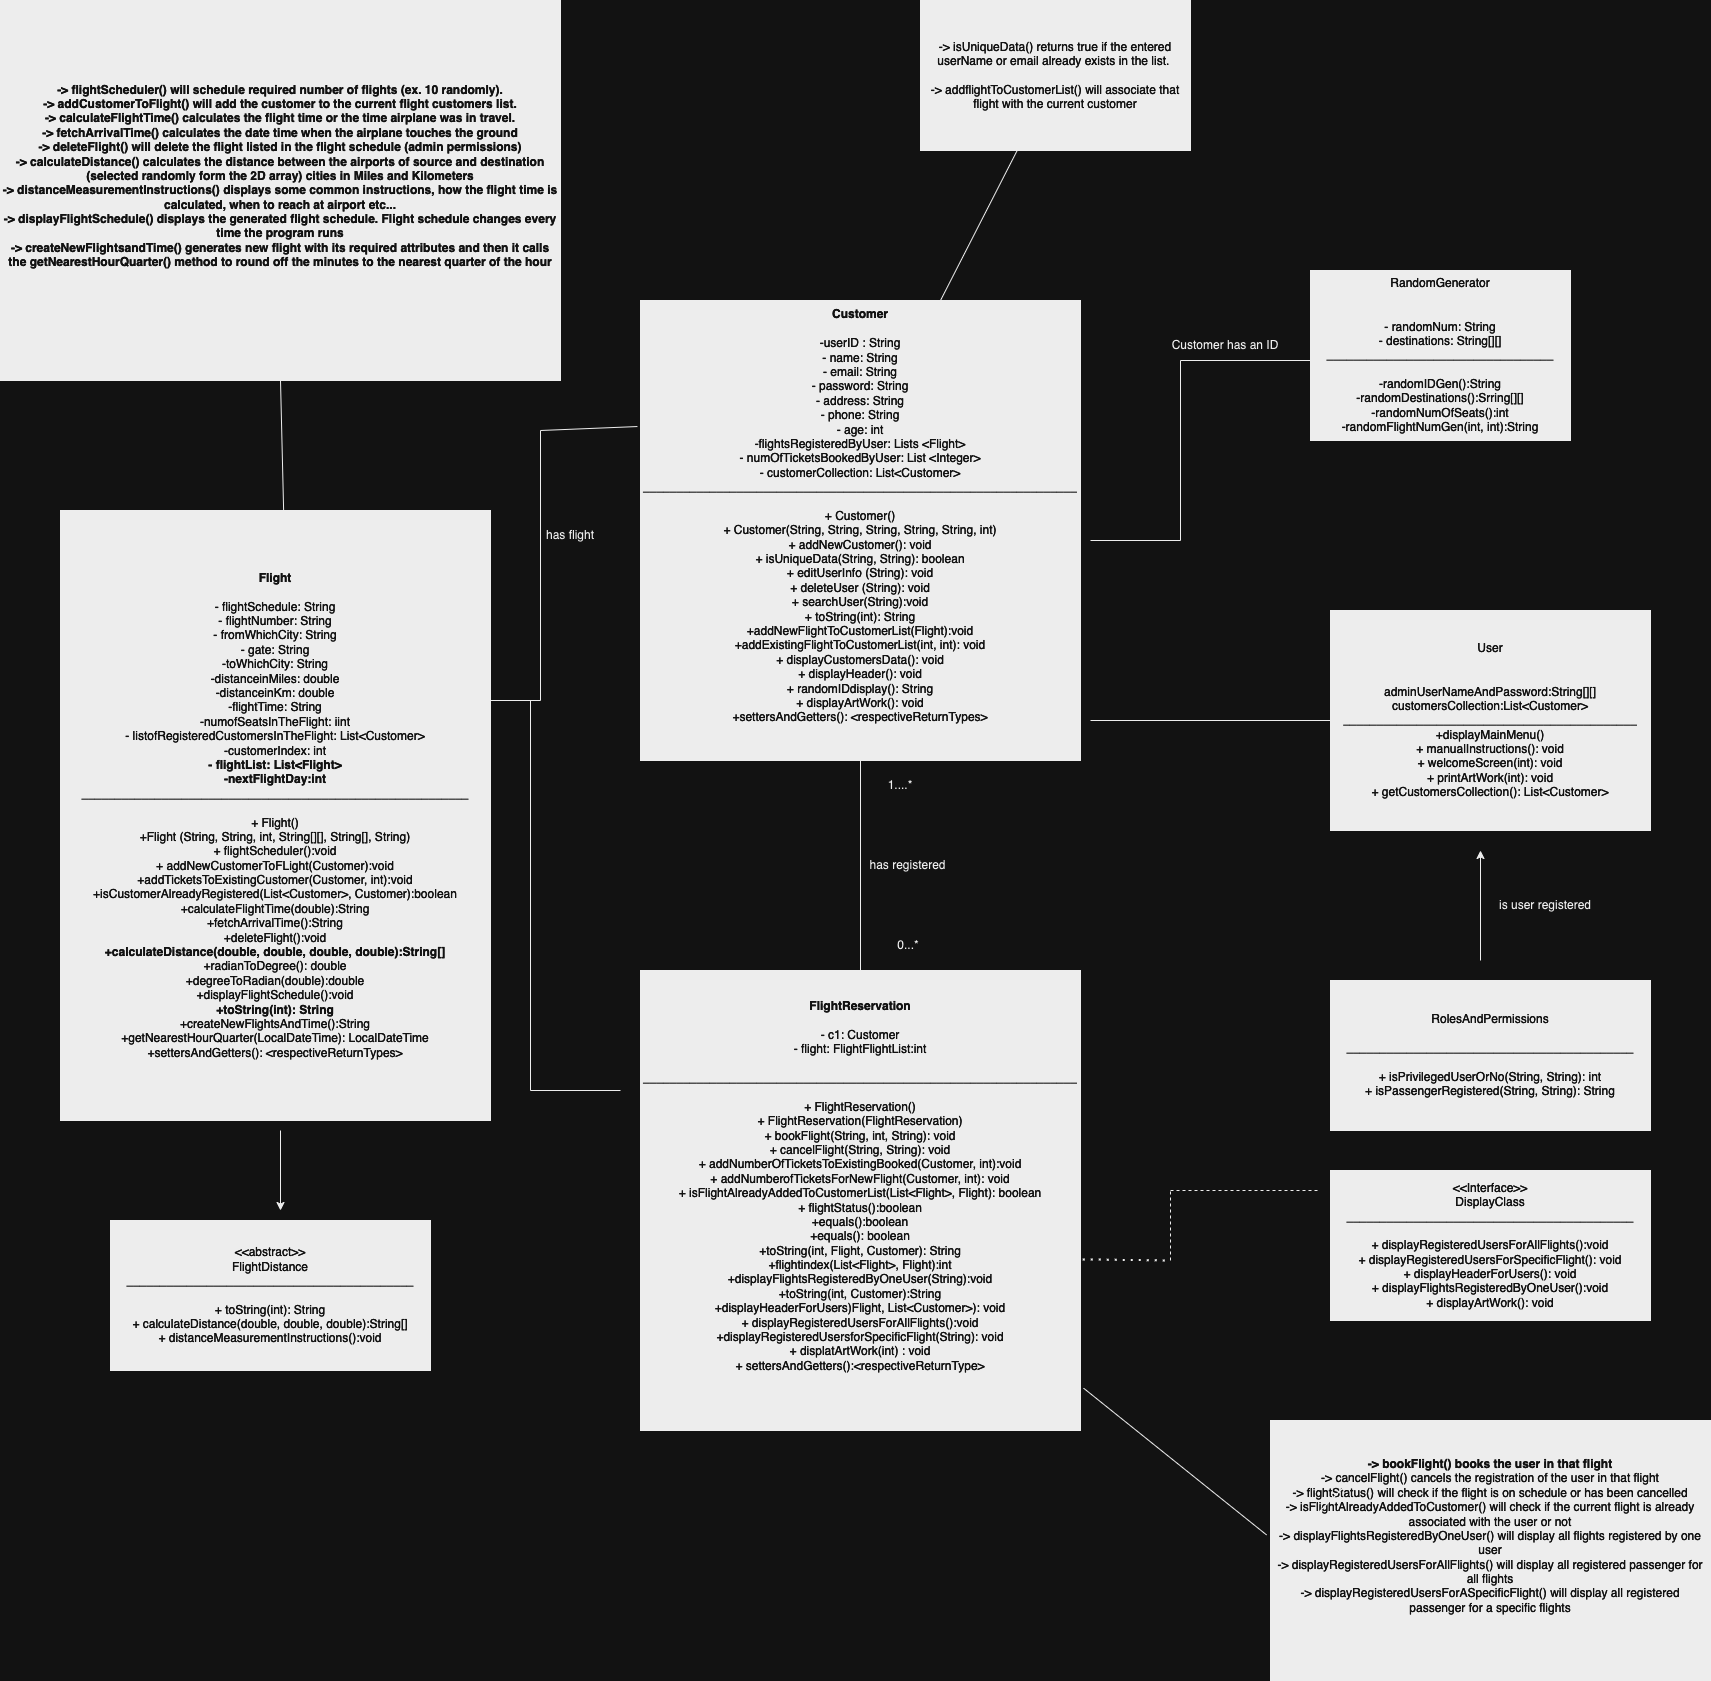 -> flightScheduler() will schedule required number of flights (ex. 10 randomly).
-> addCustomerToFlight() will add the customer to the current flight customers list.
-> calculateFlightTime() calculates the flight time or the time airplane was in travel.
-> fetchArrivalTime() calculates the date time when the airplane touches the ground
-> deleteFlight() will delete the flight listed in the flight schedule (admin permissions)
-> calculateDistance() calculates the distance between the airports of source and destination
(selected randomly form the 2D array) cities in Miles and Kilometers
-> distanceMeasurementInstructions() displays some common instructions, how the flight time is
calculated, when to reach at airport etc...
-> displayFlightSchedule() displays the generated flight schedule. Flight schedule changes every
time the program runs
-> createNewFlightsandTime() generates new flight with its required attributes and then it calls
the getNearestHourQuarter() method to round off the minutes to the nearest quarter of the hour
-> isUniqueData() returns true if the entered
userName or email already exists in the list.
-> addflightToCustomerList() will associate that
flight with the current customer
Customer
-userID : String
- name: String
- email: String
- password: String
- address: String
- phone: String
- age: int
-flightsRegisteredByUser: Lists <Flight>
- numOfTicketsBookedByUser: List <Integer>
- customerCollection: List<Customer>
+ Customer()
+ Customer(String, String, String, String, String, int)
+ addNewCustomer(): void
+ isUniqueData(String, String): boolean
+ editUserInfo (String): void
+ deleteUser (String): void
+ searchUser(String):void
+ toString(int): String
+addNewFlightToCustomerList(Flight):void
+addExistingFlightToCustomerList(int, int): void
+ displayCustomersData(): void
+ displayHeader(): void
+ randomIDdisplay(): String
+ displayArtWork(): void
+settersAndGetters(): <respectiveReturnTypes>
Customer has an ID
RandomGenerator
- randomNum: String
- destinations: String[][]
-randomIDGen():String
-randomDestinations():Srring[][]
-randomNumOfSeats():int
-randomFlightNumGen(int, int):String
has flight
Flight
- flightSchedule: String
- flightNumber: String
- fromWhichCity: String
- gate: String
-toWhichCity: String
-distanceinMiles: double
-distanceinKm: double
-flightTime: String
-numofSeatsInTheFlight: iint
- listofRegisteredCustomersInTheFlight: List<Customer>
-customerIndex: int
- flightList: List<Flight>
-nextFlightDay:int
+ Flight()
+Flight (String, String, int, String[][], String[], String)
+ flightScheduler():void
+ addNewCustomerToFLight(Customer):void
+addTicketsToExistingCustomer(Customer, int):void
+isCustomerAlreadyRegistered(List<Customer>, Customer):boolean
+calculateFlightTime(double):String
+fetchArrivalTime():String
+deleteFlight():void
+calculateDistance(double, double, double, double):String[]
+radianToDegree(): double
+degreeToRadian(double):double
+displayFlightSchedule():void
+toString(int): String
+createNewFlightsAndTime():String
+getNearestHourQuarter(LocalDateTime): LocalDateTime
+settersAndGetters(): <respectiveReturnTypes>
User
adminUserNameAndPassword:String[][]
customersCollection:List<Customer>
+displayMainMenu()
+ manualInstructions(): void
+ welcomeScreen(int): void
+ printArtWork(int): void
+ getCustomersCollection(): List<Customer>
1....*
has registered
0...*
is user registered
RolesAndPermissions
+ isPrivilegedUserOrNo(String, String): int
+ isPassengerRegistered(String, String): String
FlightReservation
- c1: Customer
- flight: FlightFlightList:int
+ FlightReservation()
+ FlightReservation(FlightReservation)
+ bookFlight(String, int, String): void
+ cancelFlight(String, String): void
+ addNumberOfTicketsToExistingBooked(Customer, int):void
+ addNumberofTicketsForNewFlight(Customer, int): void
+ isFlightAlreadyAddedToCustomerList(List<Flight>, Flight): boolean
+ flightStatus():boolean
+equals():boolean
+equals(): boolean
+toString(int, Flight, Customer): String
+flightindex(List<Flight>, Flight):int
+displayFlightsRegisteredByOneUser(String):void
+toString(int, Customer):String
+displayHeaderForUsers)Flight, List<Customer>): void
+ displayRegisteredUsersForAllFlights():void
+displayRegisteredUsersforSpecificFlight(String): void
+ displatArtWork(int) : void
+ settersAndGetters():<respectiveReturnType>
<<Interface>>
DisplayClass
+ displayRegisteredUsersForAllFlights():void
+ displayRegisteredUsersForSpecificFlight(): void
+ displayHeaderForUsers(): void
+ displayFlightsRegisteredByOneUser():void
+ displayArtWork(): void
<<abstract>>
FlightDistance
+ toString(int): String
+ calculateDistance(double, double, double):String[]
+ distanceMeasurementInstructions():void
-> bookFlight() books the user in that flight
-> cancelFlight() cancels the registration of the user in that flight
-> flightStatus() will check if the flight is on schedule or has been cancelled
-> isFlightAlreadyAddedToCustomer() will check if the current flight is already
associated with the user or not
-> displayFlightsRegisteredByOneUser() will display all flights registered by one
user
-> displayRegisteredUsersForAllFlights() will display all registered passenger for
all flights
-> displayRegisteredUsersForASpecificFlight() will display all registered
passenger for a specific flights